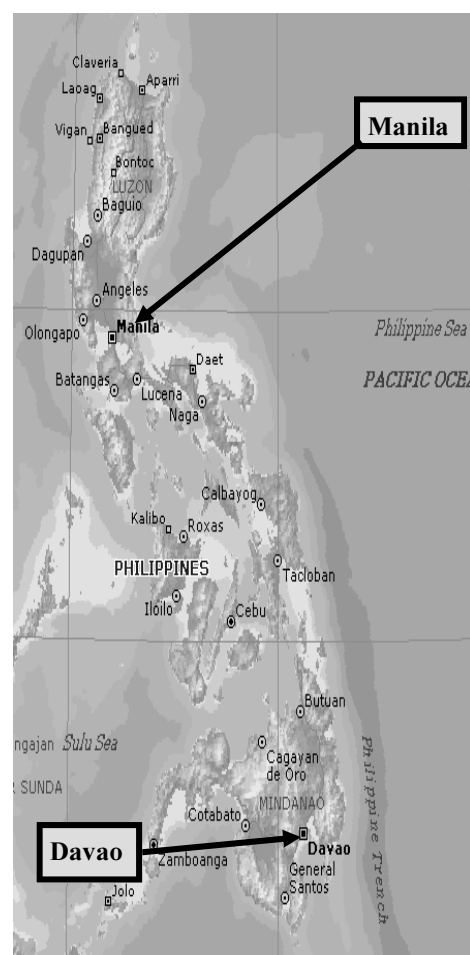 Claveria
Aparri
Laoag
Manila
Vigan
Bangued
Bontoc
LUZON
Baguio
Dagupan
Angeles
Olongapo
Manila
Philippine Sea
Daet
PACIFIC OCEA
Batangas
Lucena
Naga
Calbayog
Kalibo
Roxas
PHILIPPINES
Tacloban
Iloilo
Cebu
Butuan
ngajan
Sulu Sea
Cagayan
de Oro
Philippine Trench
R SUNDA
MINDANAO
Cotabato
Davao
Davao
Zamboanga
General
Santos
Jolo